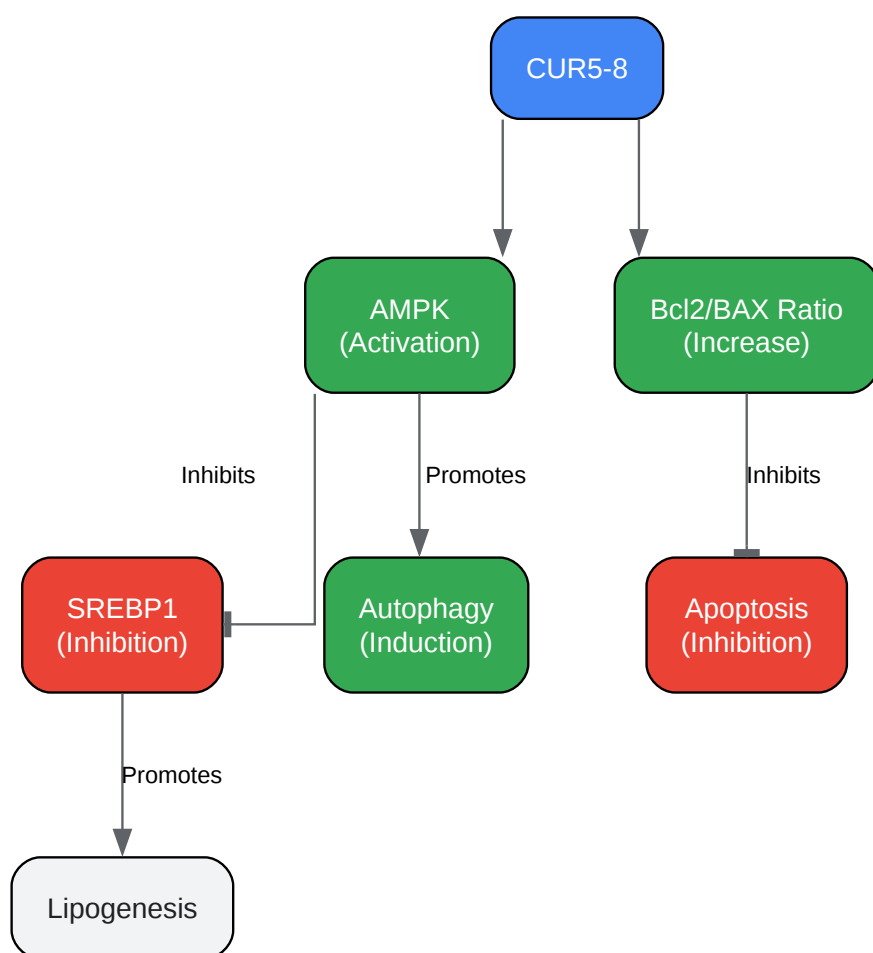 CUR5-8
AMPK
(Activation)
Bcl2/BAX Ratio
(Increase)
Inhibits
Promotes
Inhibits
SREBP1
(Inhibition)
Autophagy
(Induction)
Apoptosis
(Inhibition)
Promotes
Lipogenesis